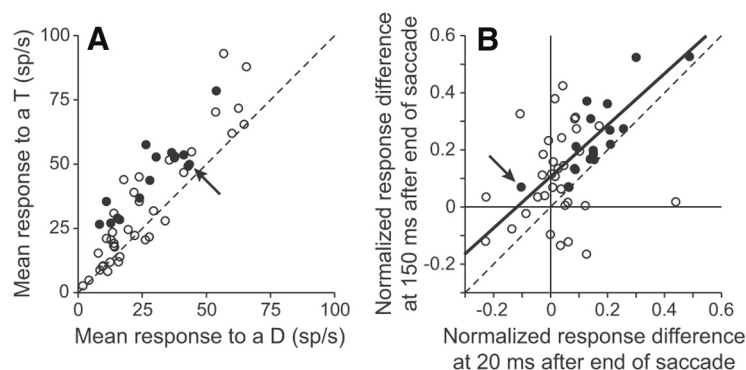 A
Mean response to a T (sp/s)
100
75
50
25
0
0 25 50 75 100
Mean response to a D (sp/s)
B
Normalized response difference
at 150 ms after end of saccade
0.6
0.4
0.2
0
-0.2
-0.2 0 0.2 0.4 0.6
Normalized response difference
at 20 ms after end of saccade